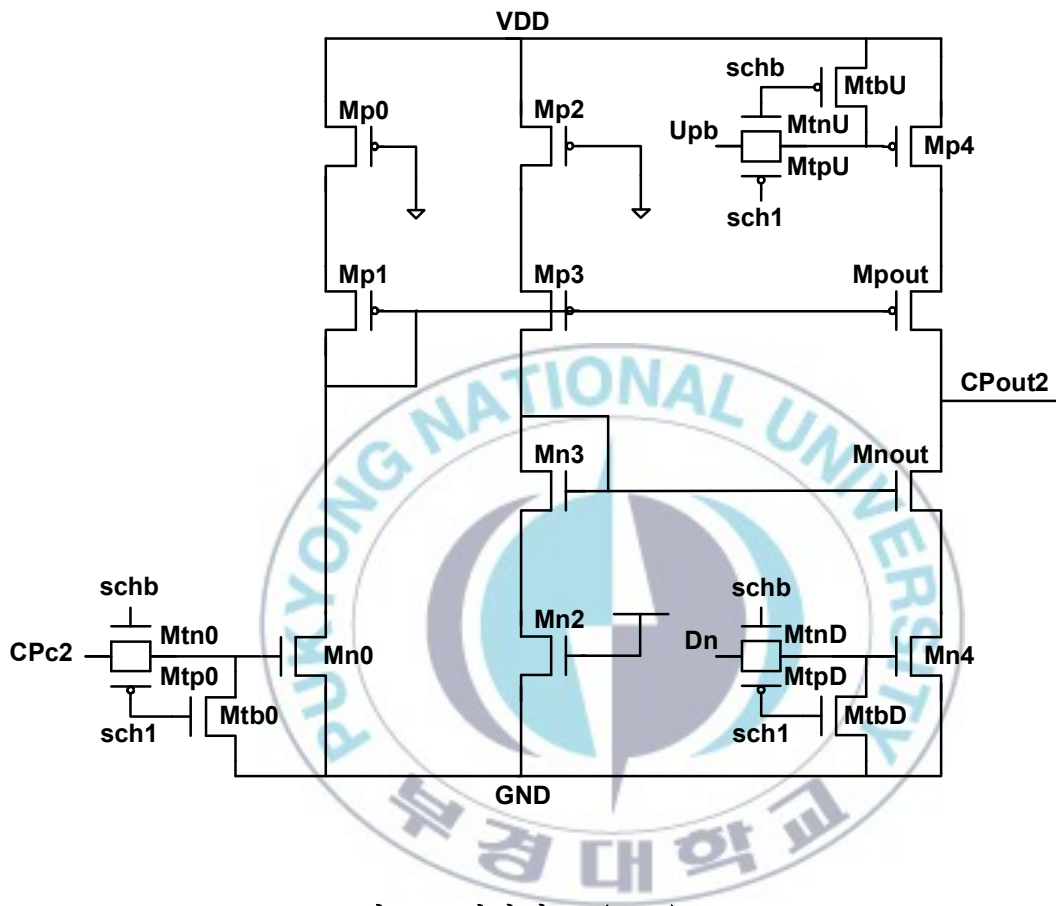 VDD
schb
MtbU
Mp0
Mp2
MtnU
Upb
Mp4
MtpU
sch1
Mp1
Mp3
Mpout
CPout2
Mn3
Mnout
schb
schb
Mtn0
Mn2
MtnD
CPc2
Mn0
Dn
Mn4
Mtp0
MtpD
sch1
Mtb0
sch1
MtbD
GND
PUKYONG NATIONAL UNIVERSITY
부경대학교